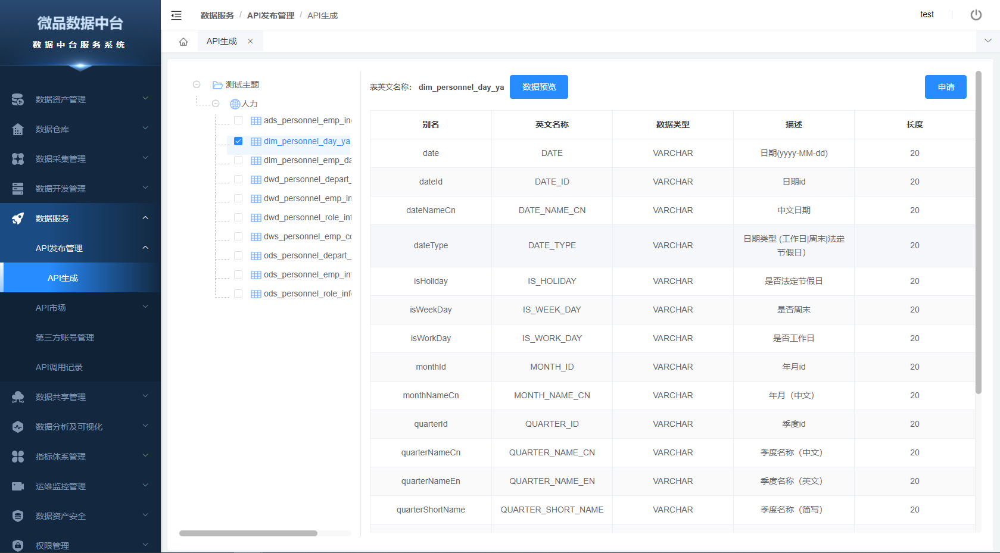 微品数据中台
数据中台服务系统
数据资产管理
数据仓库
数据采集管理
数据开发管理
数据服务
API发布管理
API生成
API市场
第三方账号管理
API调用记录
数据共享管理
数据分析及可视化
指标体系管理
运维监控管理
数据资产安全
权限管理
数据服务 / API发布管理 / API生成
test
API生成 ×
测试主题
人力
ads_personnel_emp_in
dim_personnel_day_ya
dim_personnel_emp_da
dwd_personnel_depart_
dwd_personnel_emp_in
dwd_personnel_role_inf
dws_personnel_emp_co
ods_personnel_depart_
ods_personnel_emp_inf
ods_personnel_role_info
表英文名称: dim_personnel_day_ya 数据预览 申请
别名 英文名称 数据类型 描述 长度
date DATE VARCHAR 日期(yyyy-MM-dd) 20
dateId DATE_ID VARCHAR 日期id 20
dateNameCn DATE_NAME_CN VARCHAR 中文日期 20
dateType DATE_TYPE VARCHAR 日期类型 (工作日|周末|法定
节假日) 20
isHoliday IS_HOLIDAY VARCHAR 是否法定节假日 20
isWeekDay IS_WEEK_DAY VARCHAR 是否周末 20
isWorkDay IS_WORK_DAY VARCHAR 是否工作日 20
monthId MONTH_ID VARCHAR 年月id 20
monthNameCn MONTH_NAME_CN VARCHAR 年月（中文） 20
quarterId QUARTER_ID VARCHAR 季度id 20
quarterNameCn QUARTER_NAME_CN VARCHAR 季度名称（中文） 20
quarterNameEn QUARTER_NAME_EN VARCHAR 季度名称（英文） 20
quarterShortName QUARTER_SHORT_NAME VARCHAR 季度名称（简写） 20